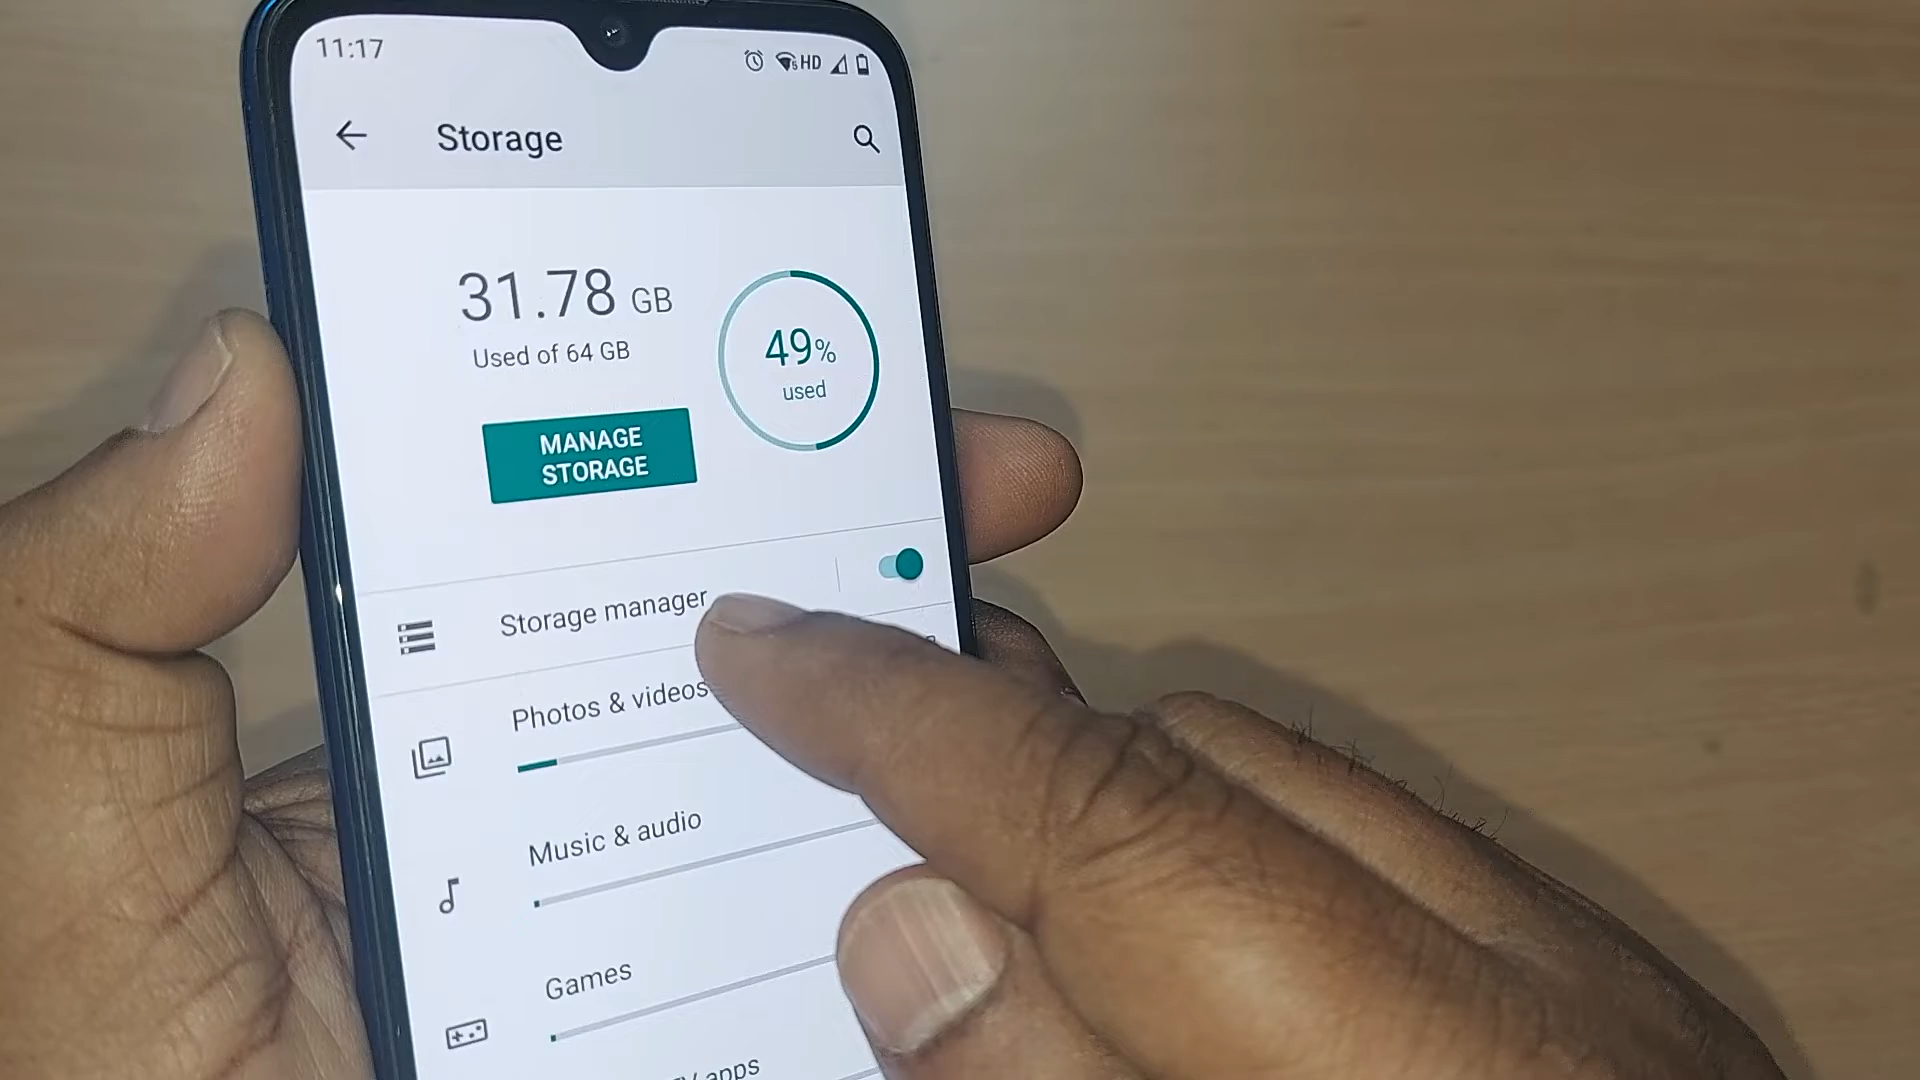 11:17
HD
Storage
31.78 GB
Used of 64 GB
49%
used
MANAGE
STORAGE
Storage manager
Photos & videos
Music & audio
Games
apps